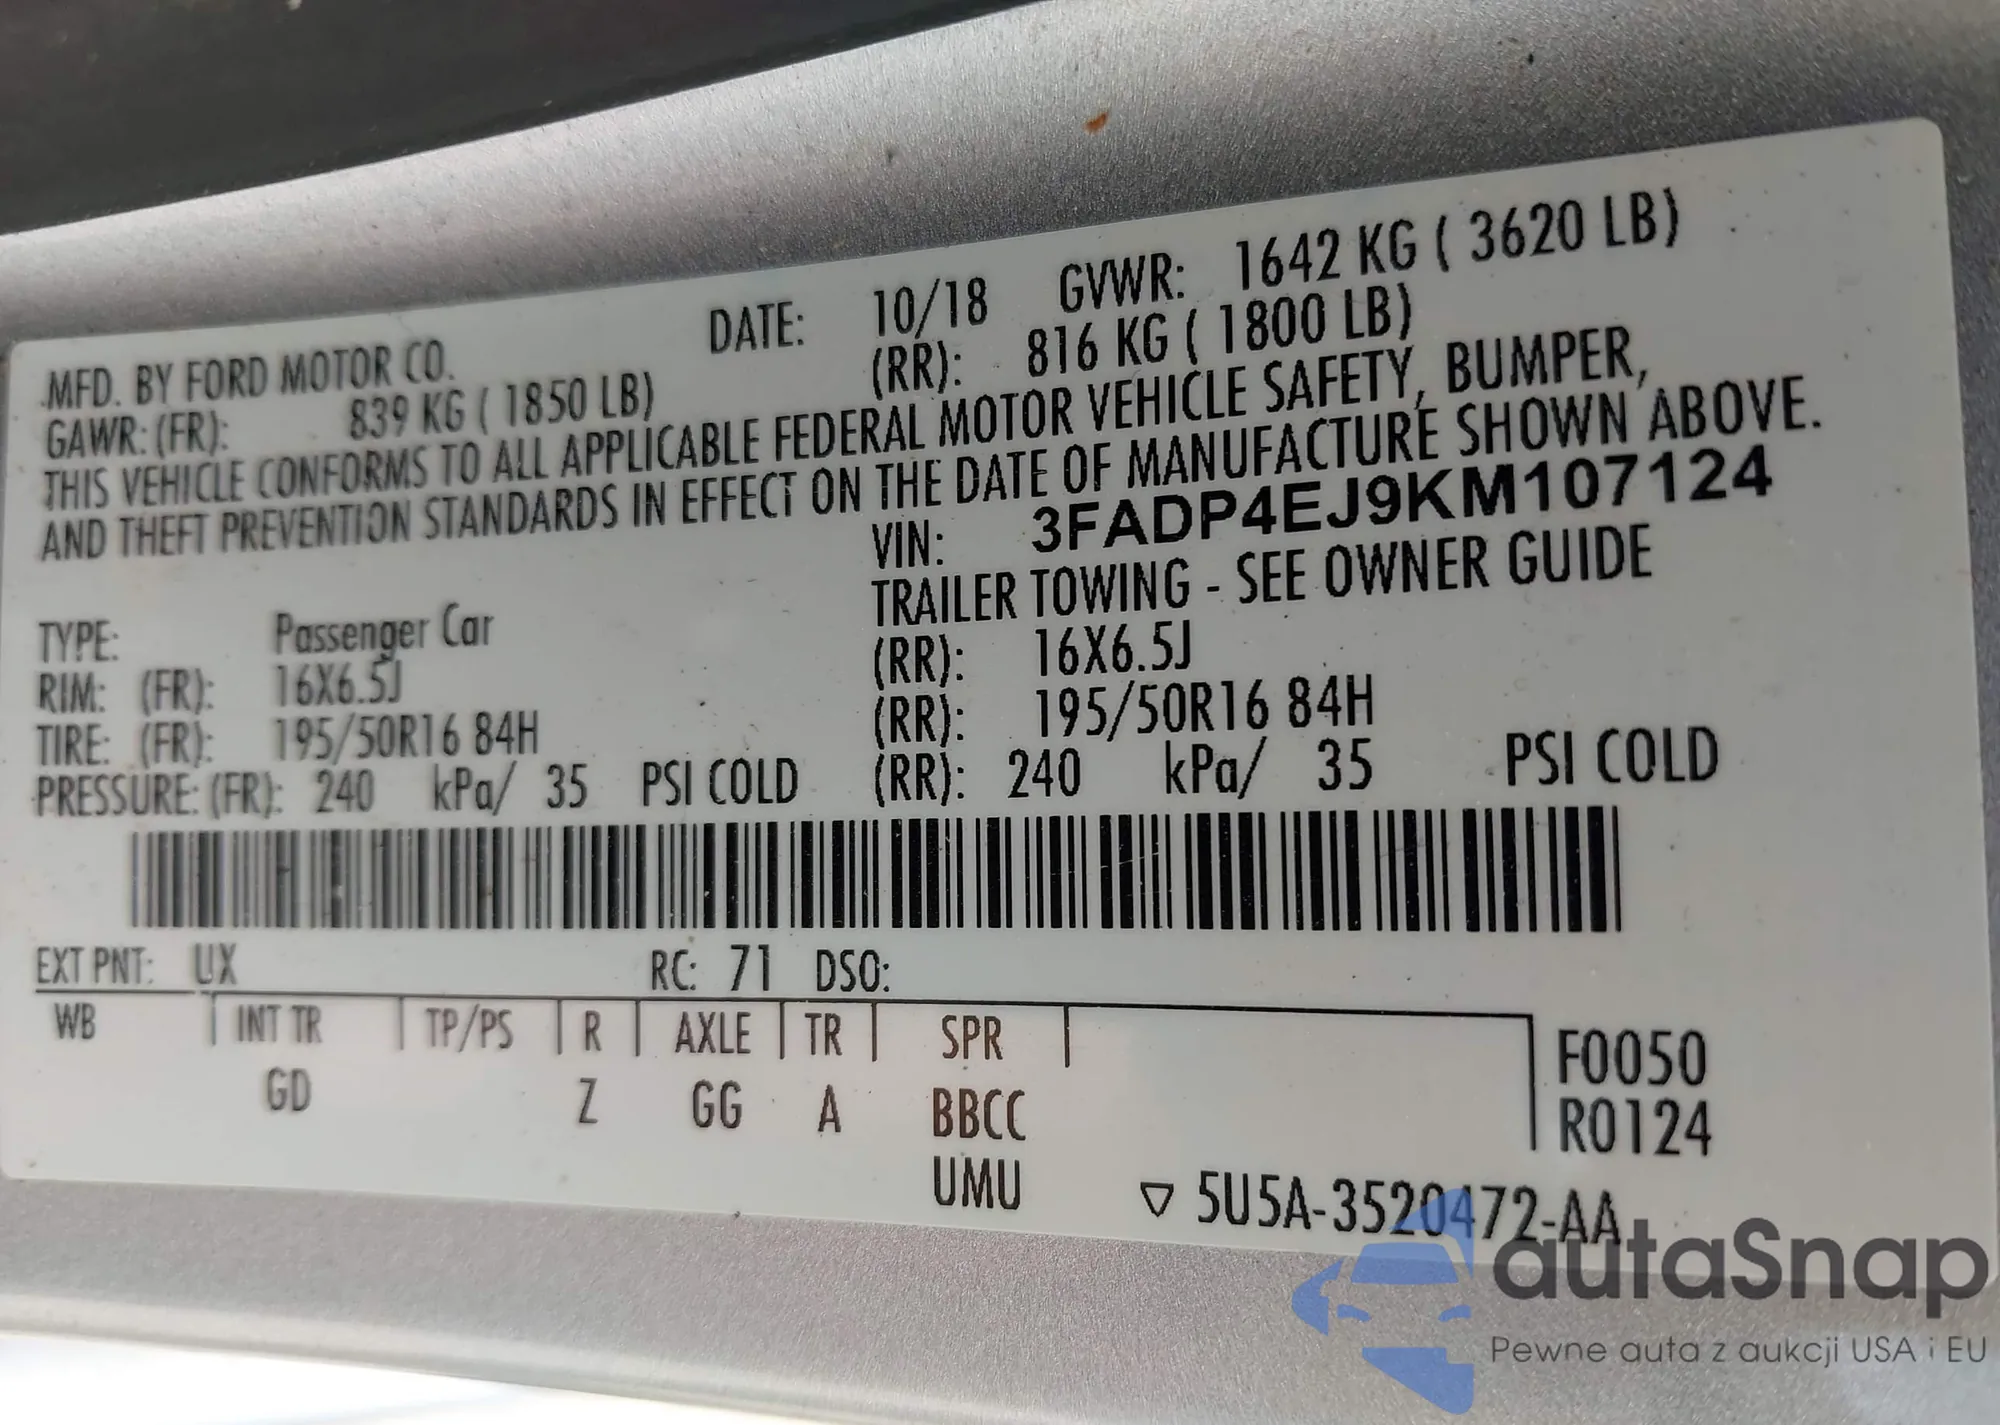 MFD. BY FORD MOTOR CO. DATE: 10/18 GVWR: 1642 KG ( 3620 LB)
GAWR: (FR): 839 KG ( 1850 LB) (RR): 816 KG ( 1800 LB)
THIS VEHICLE CONFORMS TO ALL APPLICABLE FEDERAL MOTOR VEHICLE SAFETY, BUMPER,
AND THEFT PREVENTION STANDARDS IN EFFECT ON THE DATE OF MANUFACTURE SHOWN ABOVE.
VIN: 3FADP4EJ9KM107124
TYPE: Passenger Car TRAILER TOWING - SEE OWNER GUIDE
RIM: (FR): 16X6.5J (RR): 16X6.5J
TIRE: (FR): 195/50R16 84H (RR): 195/50R16 84H
PRESSURE: (FR): 240 kPa/ 35 PSI COLD (RR): 240 kPa/ 35 PSI COLD
EXT PNT: UX RC: 71 DSO:
WB INT TR TP/PS R AXLE TR SPR F0050
GD Z GG A BBCC R0124
UMU ▽ 5U5A-3520472-AA
autaSnap
Pewne auta z aukcji USA i EU